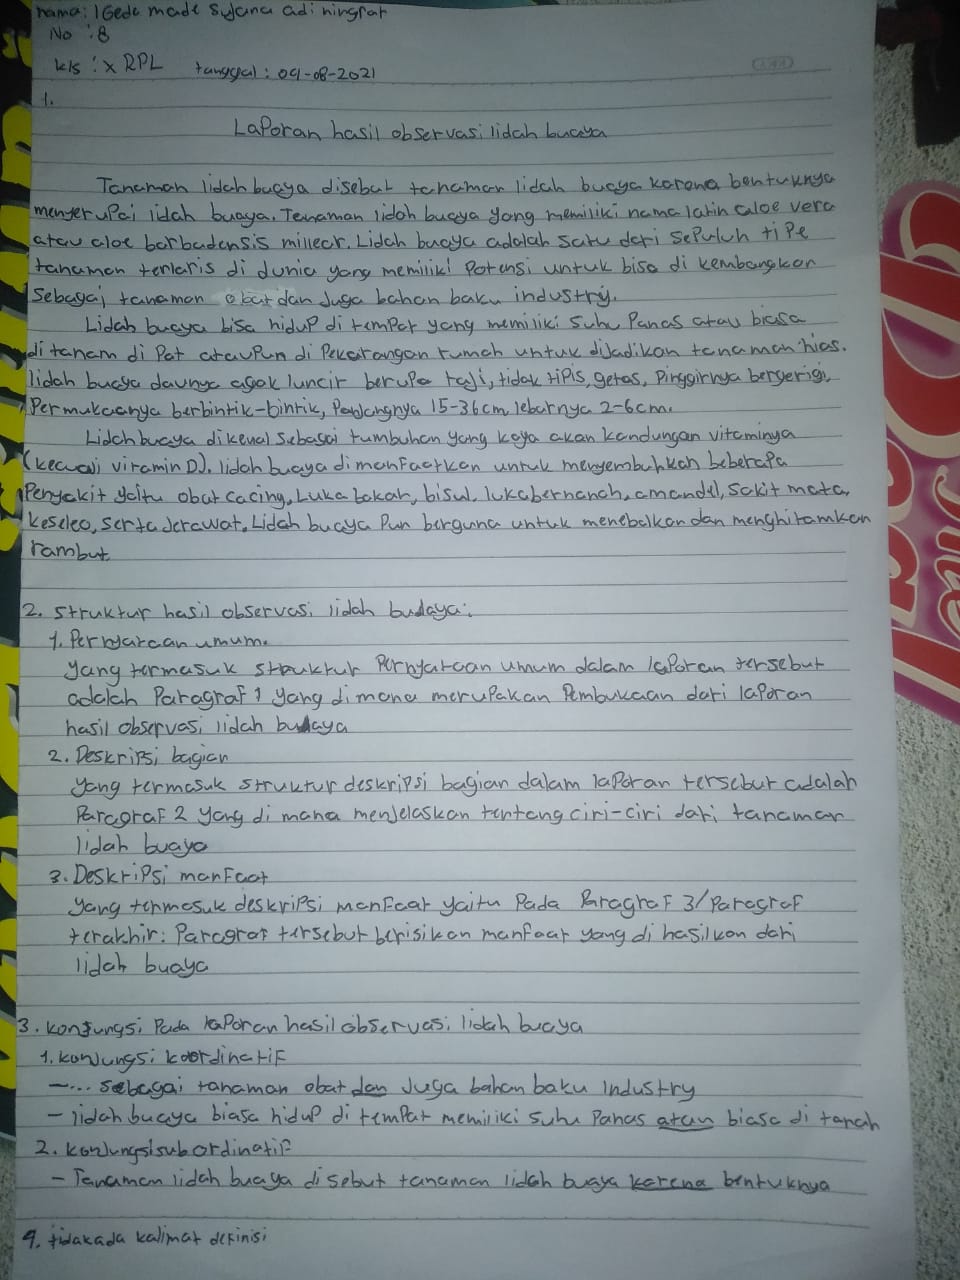 nama : I Gede made sujana adi ningrat
No : 8
kls : x RPL tanggal : 09-08-2021
1.
Laporan hasil observasi lidah buaya
Tanaman lidah buaya disebut tanaman lidah buaya karena bentuknya
menyerupai lidah buaya. Tanaman lidah buaya yang memiliki nama latin aloe vera
atau aloe barbadensis millear. Lidah buaya adalah satu dari sepuluh tipe
tanaman terlaris di dunia yang memiliki potensi untuk bisa di kembangkan
sebagai tanaman obat dan juga bahan baku industry.
Lidah buaya bisa hidup di tempat yang memiliki suhu panas atau biasa
di tanam di pot ataupun di pekarangan rumah untuk dijadikan tanaman hias.
lidah buaya daunya agak luncir berupa taji, tidak tipis, getas, pinggirnya bergerigi,
permukaanya berbintik-bintik, panjangnya 15-36 cm, lebarnya 2-6 cm.
Lidah buaya dikenal sebagai tumbuhan yang kaya akan kandungan vitaminya
(kecuali vitamin D). lidah buaya dimanfaatkan untuk menyembuhkan beberapa
penyakit yaitu obat cacing, Luka bakar, bisul, luka bernanah, amandel, sakit mata,
keseleo, serta jerawat. Lidah buaya pun berguna untuk menebalkan dan menghitamkan
rambut
2. struktur hasil observasi lidah budaya :
1. Pernyataan umum.
yang termasuk struktur pernyataan umum dalam laporan tersebut
adalah Paragraf 1 yang dimana merupakan pembukaan dari laporan
hasil observasi lidah buaya
2. Deskripsi bagian
yang termasuk struktur deskripsi bagian dalam laporan tersebut adalah
Paragraf 2 yang di mana menjelaskan tentang ciri-ciri dari tanaman
lidah buaya
3. Deskripsi manfaat
yang termasuk deskripsi manfaat yaitu pada Paragraf 3/paragraf
terakhir. Paragraf tersebut berisikan manfaat yang di hasilkan dari
lidah buaya
3. konjungsi pada laporan hasil observasi lidah buaya
1. konjungsi koordinatif
- ... sebagai tanaman obat dan juga bahan baku industry
- lidah buaya biasa hidup di tempat memiliki suhu panas atau biasa di tanah
2. konjungsi subordinatif
- Tanaman lidah buaya disebut tanaman lidah buaya karena bentuknya
4. tidak ada kalimat definisi